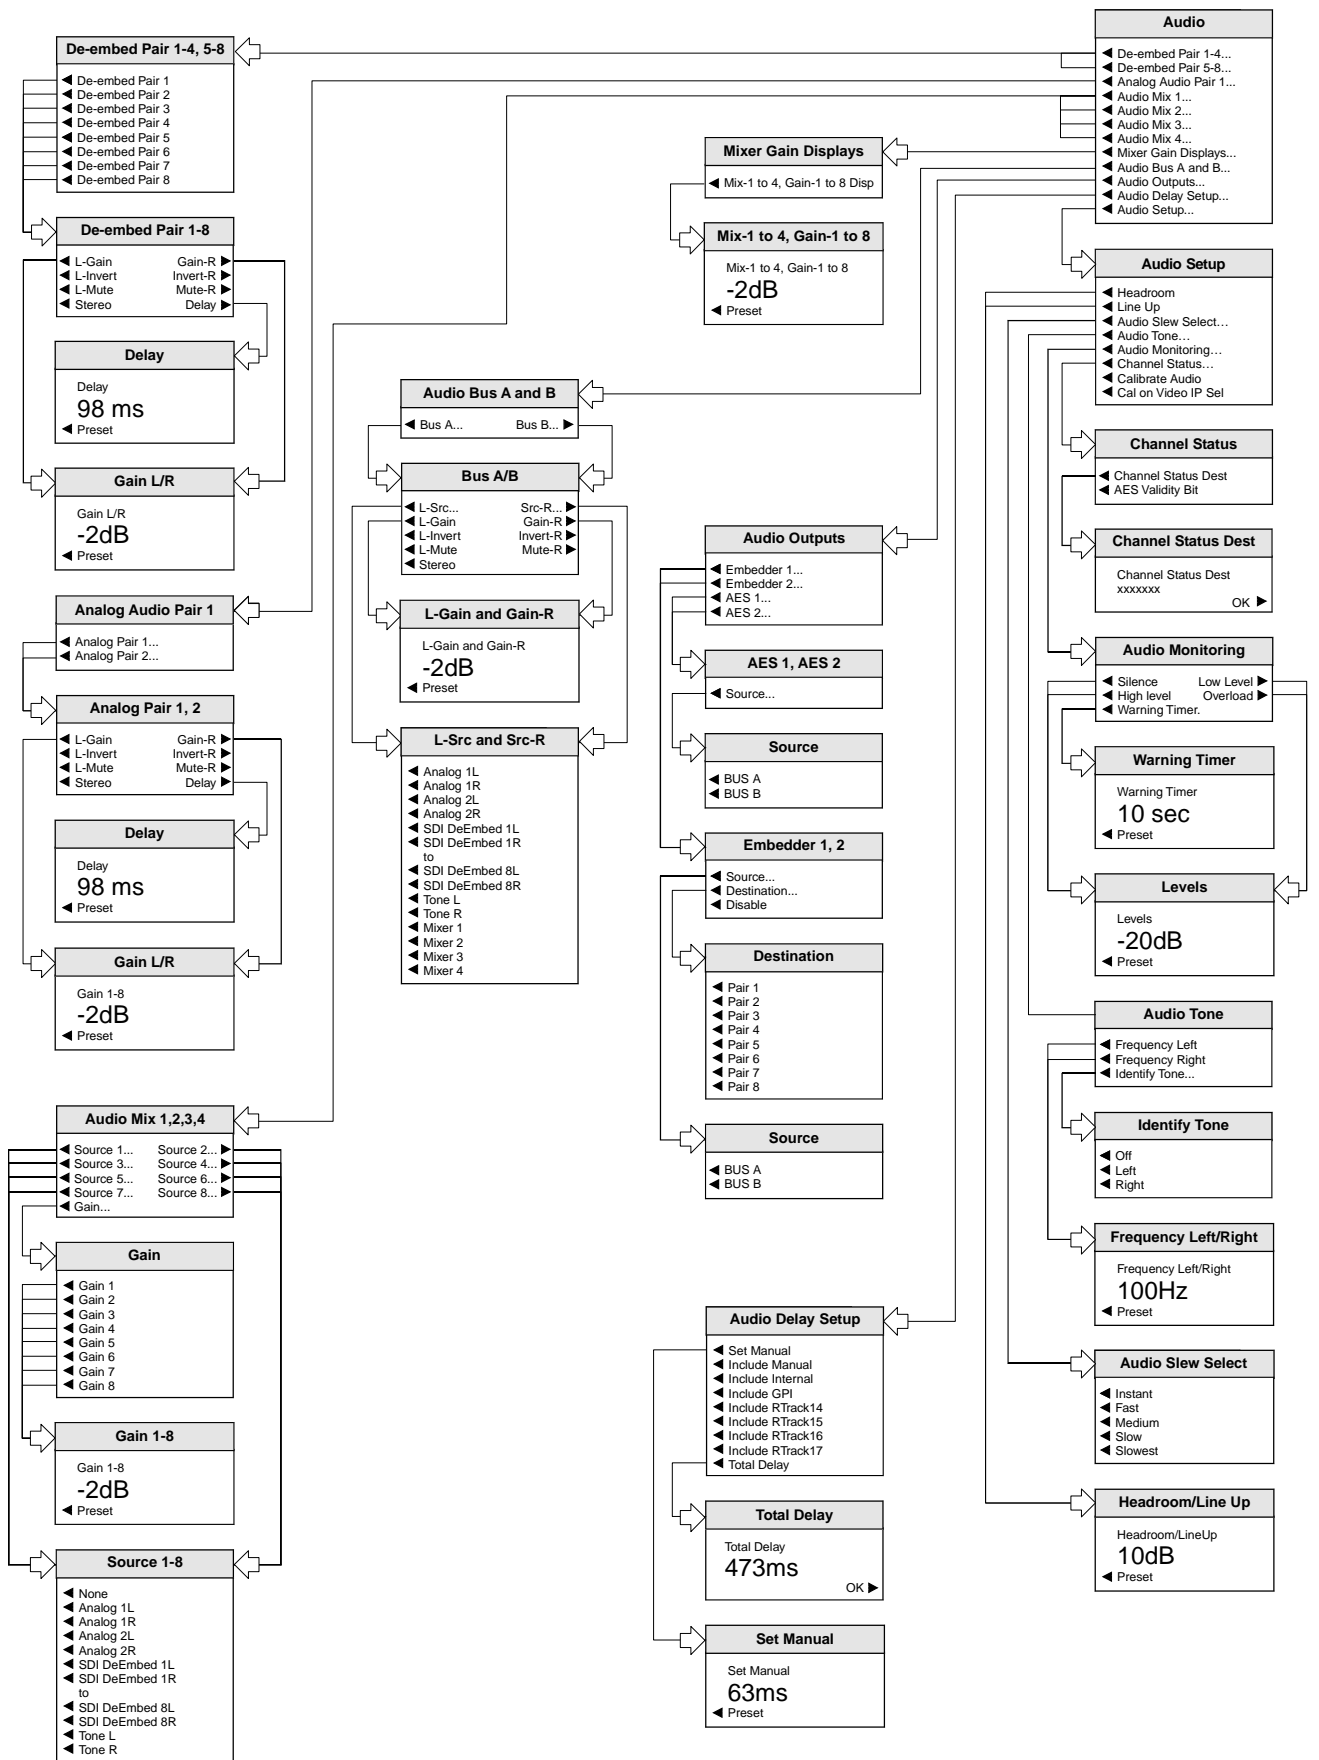 Audio
De-embed Pair 1-4...
De-embed Pair 5-8...
Analog Audio Pair 1...
Audio Mix 1...
Audio Mix 2...
Audio Mix 3...
Audio Mix 4...
Mixer Gain Displays...
Audio Bus A and B...
Audio Outputs...
Audio Delay Setup...
Audio Setup...
De-embed Pair 1-4, 5-8
De-embed Pair 1
De-embed Pair 2
De-embed Pair 3
De-embed Pair 4
De-embed Pair 5
De-embed Pair 6
De-embed Pair 7
De-embed Pair 8
De-embed Pair 1-8
L-Gain Gain-R
L-Invert Invert-R
L-Mute Mute-R
Stereo Delay
Delay
Delay
98 ms
Preset
Gain L/R
Gain L/R
-2dB
Preset
Analog Audio Pair 1
Analog Pair 1...
Analog Pair 2...
Analog Pair 1, 2
L-Gain Gain-R
L-Invert Invert-R
L-Mute Mute-R
Stereo Delay
Delay
Delay
98 ms
Preset
Gain L/R
Gain 1-8
-2dB
Preset
Audio Mix 1,2,3,4
Source 1... Source 2...
Source 3... Source 4...
Source 5... Source 6...
Source 7... Source 8...
Gain...
Gain
Gain 1
Gain 2
Gain 3
Gain 4
Gain 5
Gain 6
Gain 7
Gain 8
Gain 1-8
Gain 1-8
-2dB
Preset
Source 1-8
None
Analog 1L
Analog 1R
Analog 2L
Analog 2R
SDI DeEmbed 1L
SDI DeEmbed 1R
to
SDI DeEmbed 8L
SDI DeEmbed 8R
Tone L
Tone R
Audio Bus A and B
Bus A... Bus B...
Bus A/B
L-Src... Src-R...
L-Gain Gain-R
L-Invert Invert-R
L-Mute Mute-R
Stereo
L-Gain and Gain-R
L-Gain and Gain-R
-2dB
Preset
L-Src and Src-R
Analog 1L
Analog 1R
Analog 2L
Analog 2R
SDI DeEmbed 1L
SDI DeEmbed 1R
to
SDI DeEmbed 8L
SDI DeEmbed 8R
Tone L
Tone R
Mixer 1
Mixer 2
Mixer 3
Mixer 4
Mixer Gain Displays
Mix-1 to 4, Gain-1 to 8 Disp
Mix-1 to 4, Gain-1 to 8
Mix-1 to 4, Gain-1 to 8
-2dB
Preset
Audio Outputs
Embedder 1...
Embedder 2...
AES 1...
AES 2...
AES 1, AES 2
Source...
Source
BUS A
BUS B
Embedder 1, 2
Source...
Destination...
Disable
Destination
Pair 1
Pair 2
Pair 3
Pair 4
Pair 5
Pair 6
Pair 7
Pair 8
Source
BUS A
BUS B
Audio Delay Setup
Set Manual
Include Manual
Include Internal
Include GPI
Include RTrack14
Include RTrack15
Include RTrack16
Include RTrack17
Total Delay
Total Delay
Total Delay
473ms
OK
Set Manual
Set Manual
63ms
Preset
Audio Setup
Headroom
Line Up
Audio Slew Select...
Audio Tone...
Audio Monitoring...
Channel Status...
Calibrate Audio
Cal on Video IP Sel
Channel Status
Channel Status Dest
AES Validity Bit
Channel Status Dest
Channel Status Dest
xxxxxxx
OK
Audio Monitoring
Silence Low Level
High level Overload
Warning Timer.
Warning Timer
Warning Timer
10 sec
Preset
Levels
Levels
-20dB
Preset
Audio Tone
Frequency Left
Frequency Right
Identify Tone...
Identify Tone
Off
Left
Right
Frequency Left/Right
Frequency Left/Right
100Hz
Preset
Audio Slew Select
Instant
Fast
Medium
Slow
Slowest
Headroom/Line Up
Headroom/LineUp
10dB
Preset